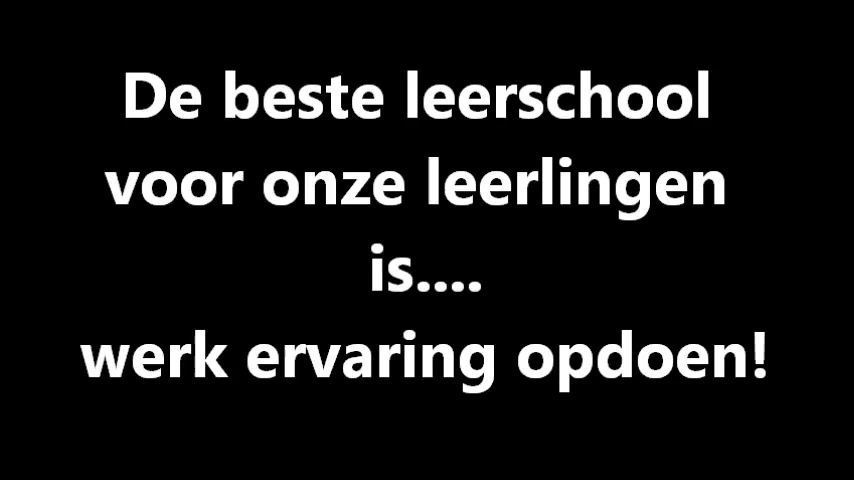 De beste leerschool
voor onze leerlingen
is....
werk ervaring opdoen!